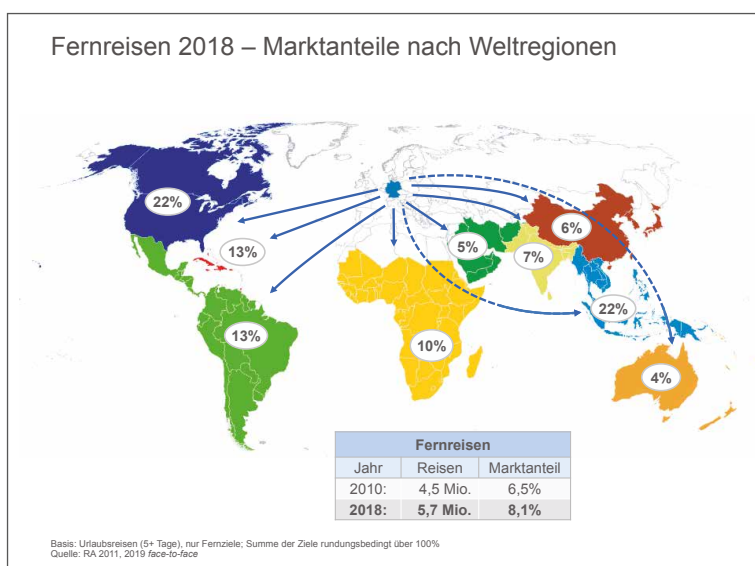 Fernreisen 2018 – Marktanteile nach Weltregionen
22%
13%
13%
10%
5%
7%
6%
22%
4%
Fernreisen
Jahr Reisen Marktanteil
2010: 4,5 Mio. 6,5%
2018: 5,7 Mio. 8,1%
Basis: Urlaubsreisen (5+ Tage), nur Fernziele; Summe der Ziele rundungsbedingt über 100%
Quelle: RA 2011, 2019 face-to-face